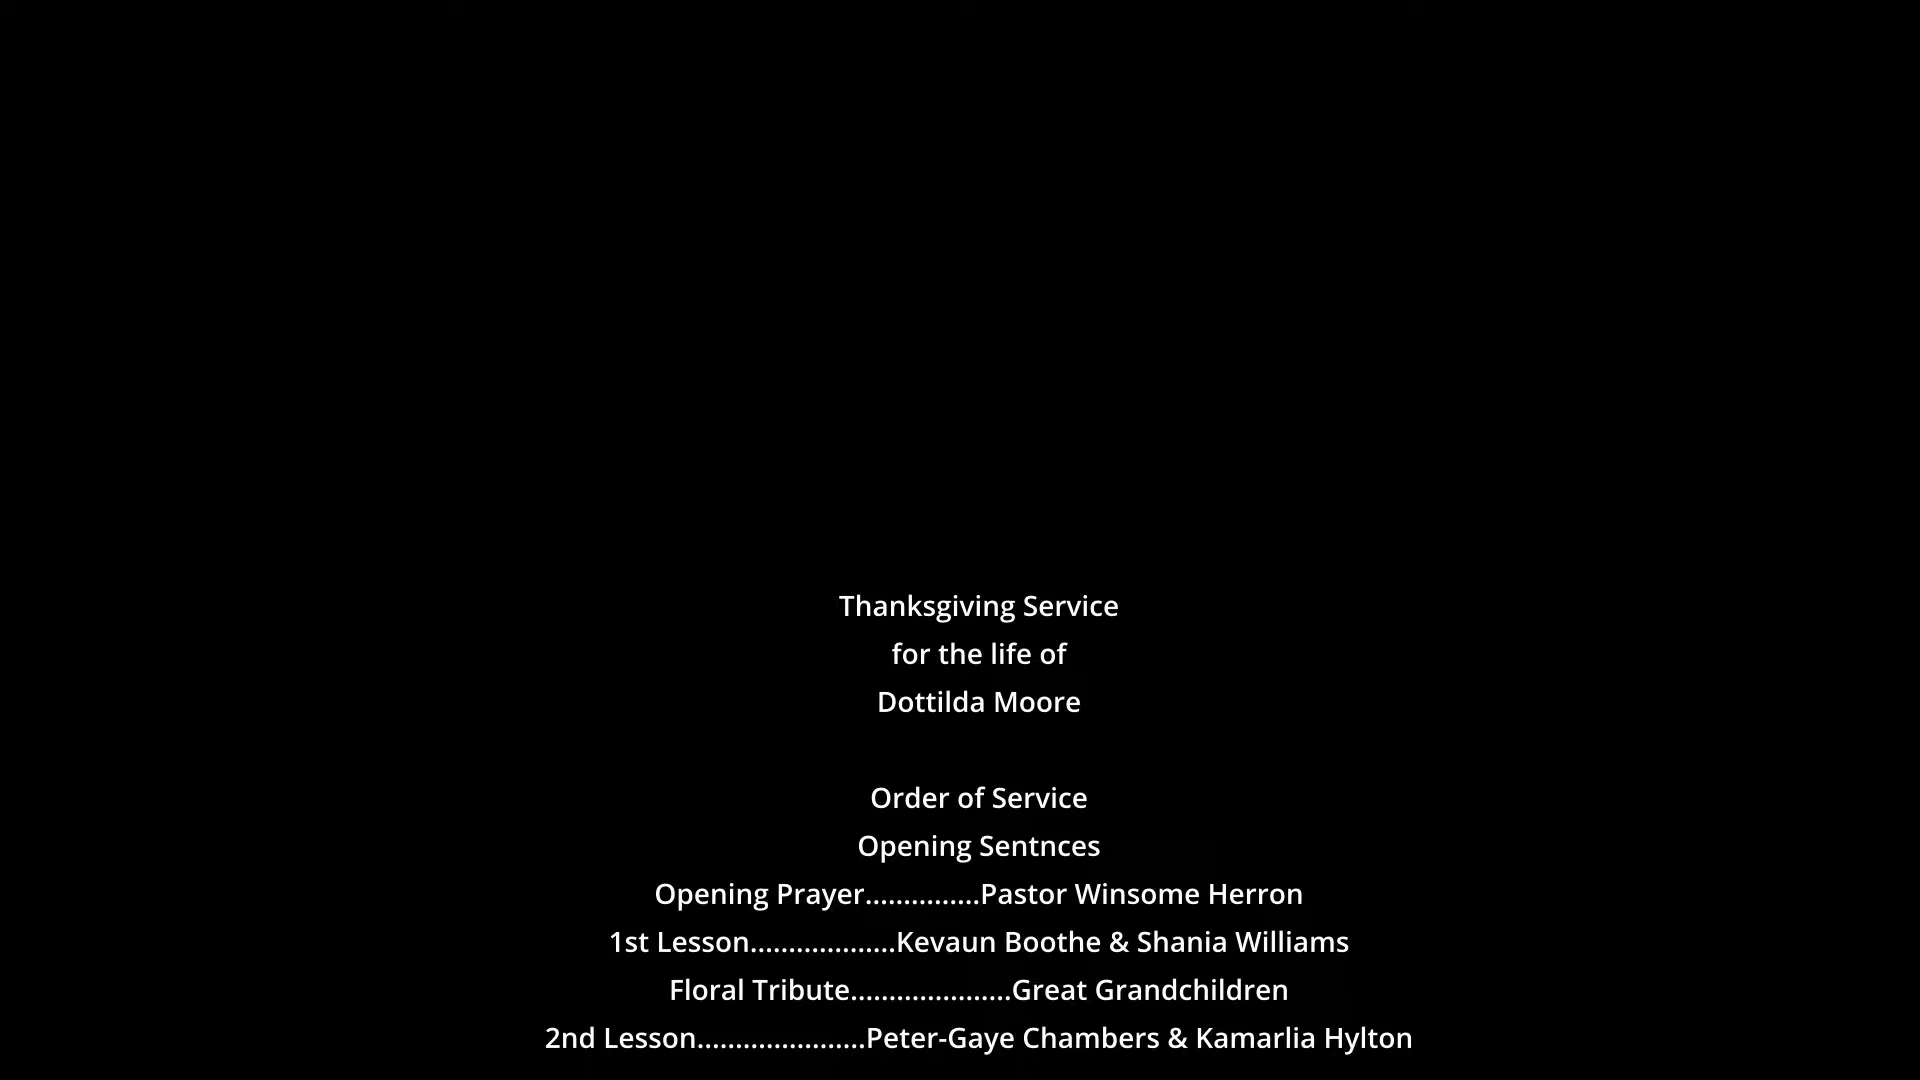 Thanksgiving Service
for the life of
Dottilda Moore
Order of Service
Opening Sentnces
Opening Prayer...............Pastor Winsome Herron
1st Lesson...................Kevaun Boothe & Shania Williams
Floral Tribute.....................Great Grandchildren
2nd Lesson......................Peter-Gaye Chambers & Kamarlia Hylton